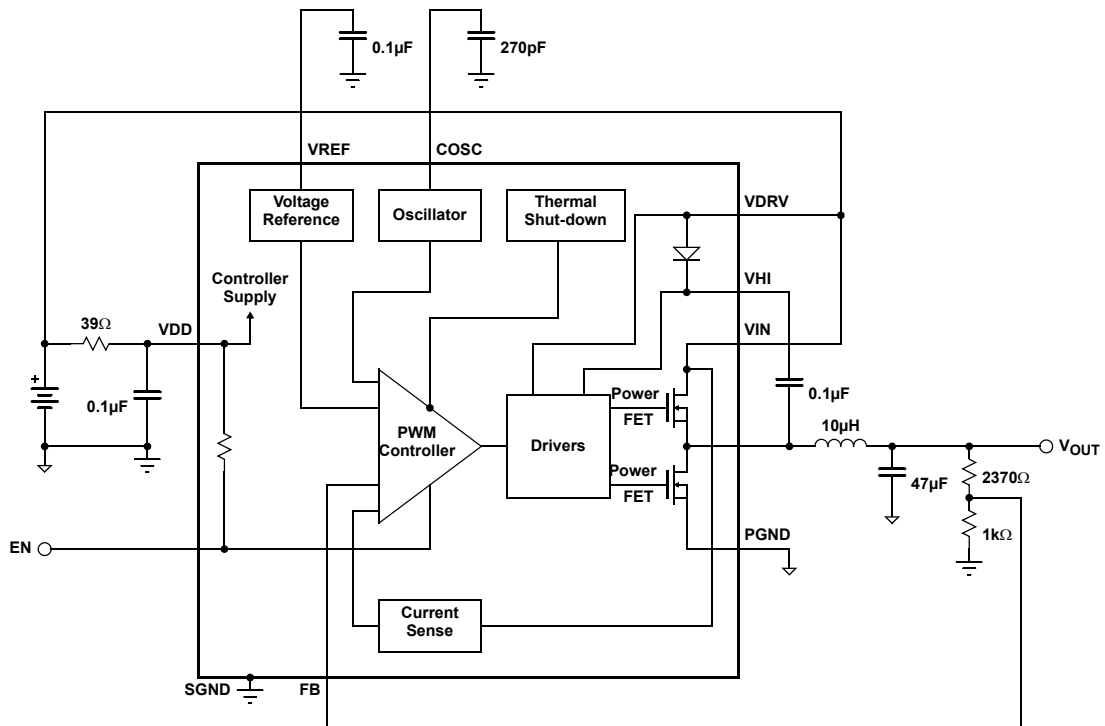 0.1µF
270pF
VREF
COSC
Voltage
Reference
Oscillator
Thermal
Shut-down
VDRV
Controller
Supply
VHI
39Ω
VDD
VIN
+
0.1µF
0.1µF
PWM
Controller
Drivers
Power
FET
10µH
VOUT
Power
FET
47µF
2370Ω
1kΩ
EN
PGND
Current
Sense
SGND
FB